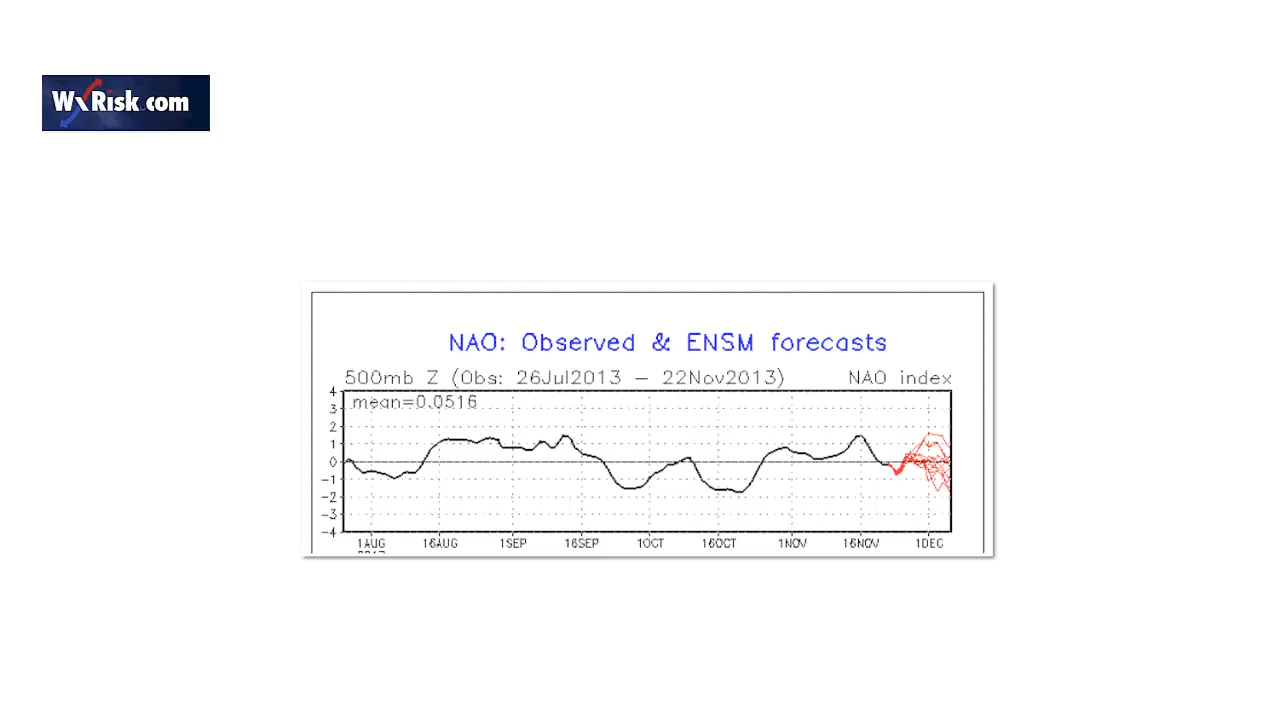 WxRisk.com
NAO: Observed & ENSM forecasts
500mb Z (Obs: 26Jul2013 – 22Nov2013) NAO index
mean=0.0516
4
3
2
1
0
-1
-2
-3
-4
1AUG 16AUG 1SEP 16SEP 1OCT 16OCT 1NOV 16NOV 1DEC